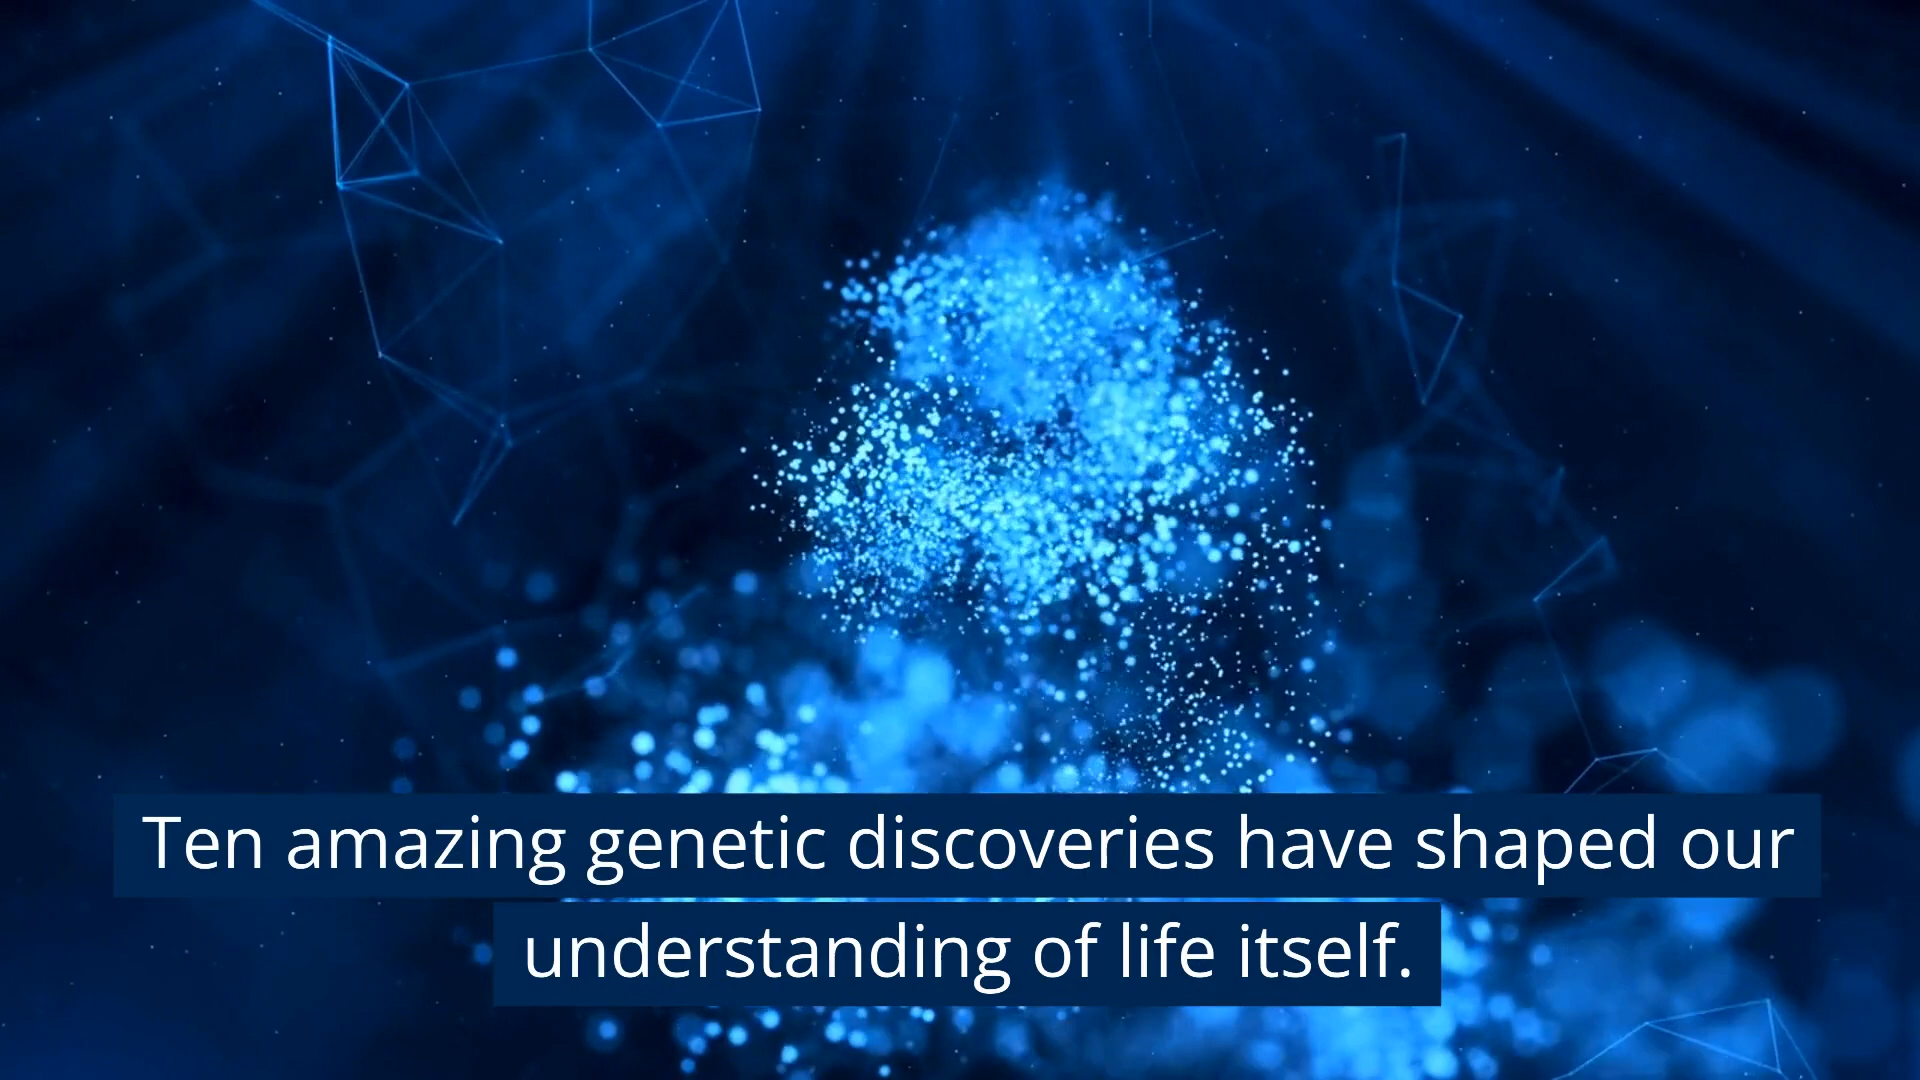 Ten amazing genetic discoveries have shaped our
understanding of life itself.